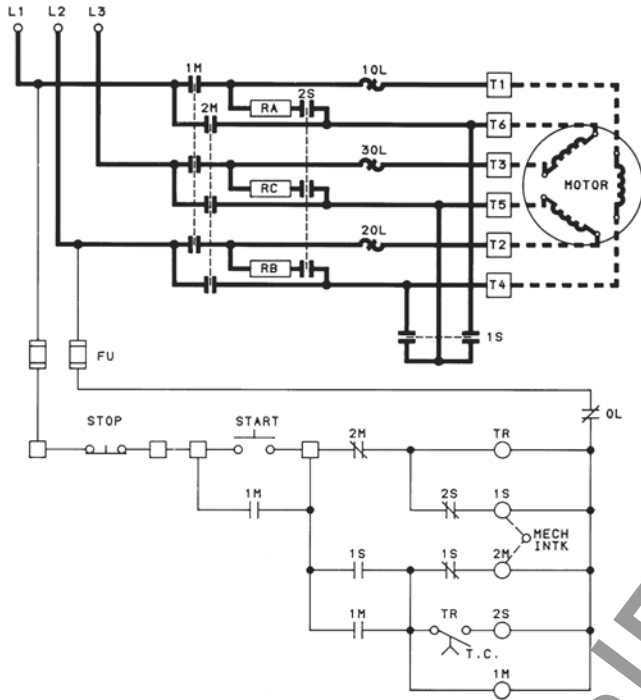 L1 L2 L3
1M 1OL T1
RA 2S
2M T6
3OL T3
RC MOTOR
T5
2OL T2
RB
T4
1S
FU
OL
STOP START 2M TR
1M 2S 1S
MECH
INTK
1S 1S 2M
1M TR 2S
T.C.
1M